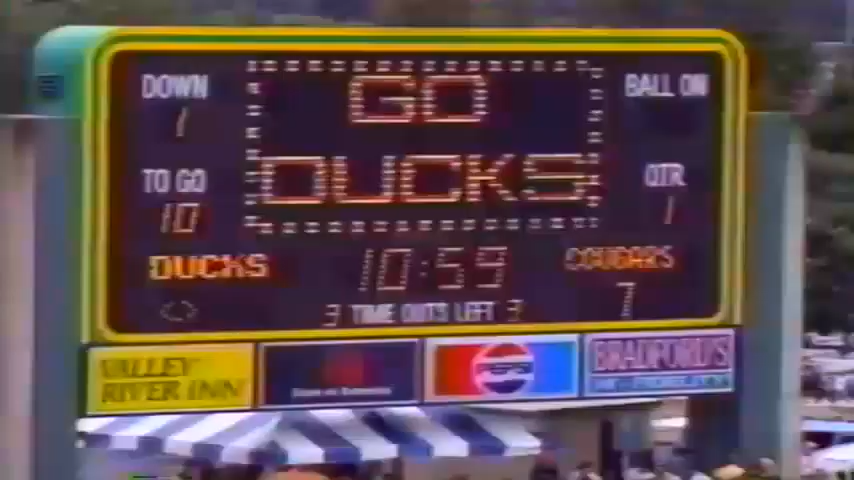 DOWN
1
GO
DUCKS
BALL ON
TO GO
10
QTR
1
DUCKS
10:59
COUGARS
7
3 TIME OUTS LEFT 3
VALLEY
RIVER INN
PEPSI
BRADFORD'S